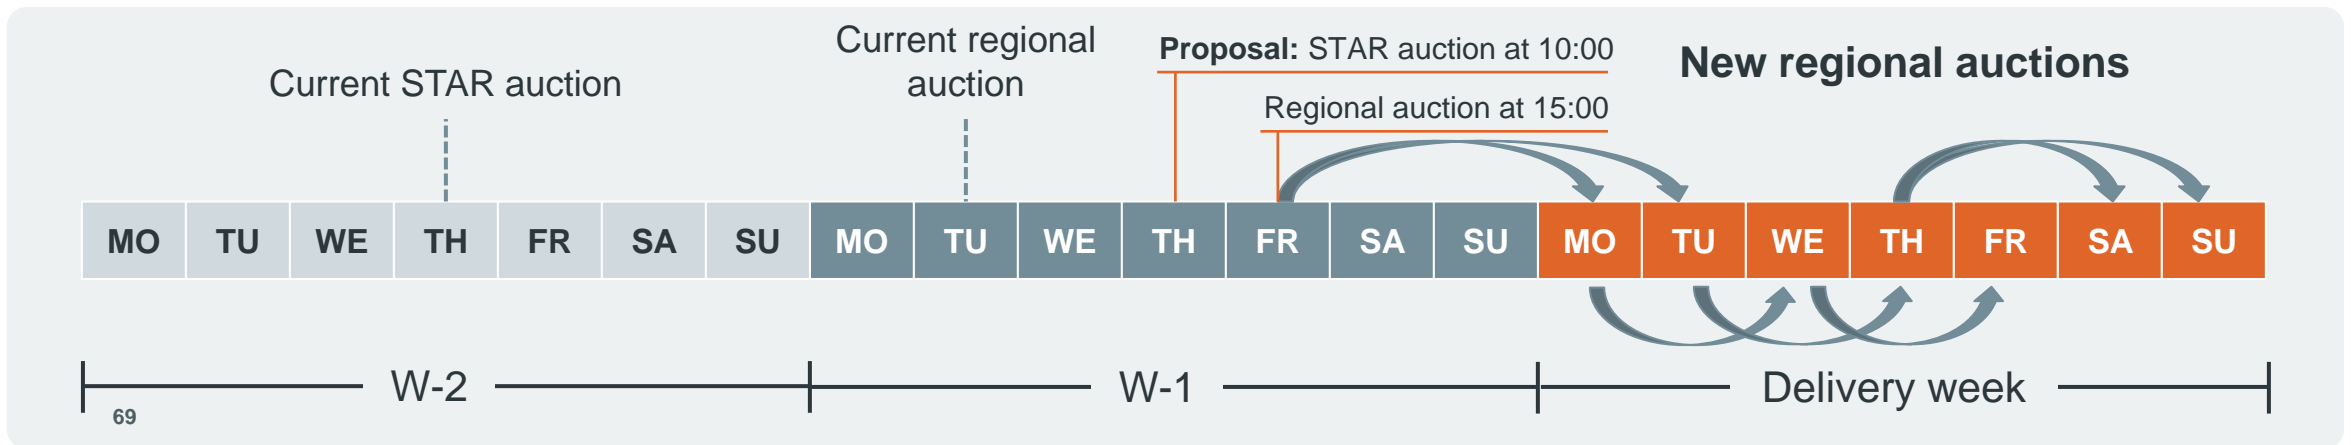 Current STAR auction
Current regional
auction
Proposal: STAR auction at 10:00
Regional auction at 15:00
New regional auctions
MO TU WE TH FR SA SU MO TU WE TH FR SA SU MO TU WE TH FR SA SU
W-2 W-1 Delivery week
69